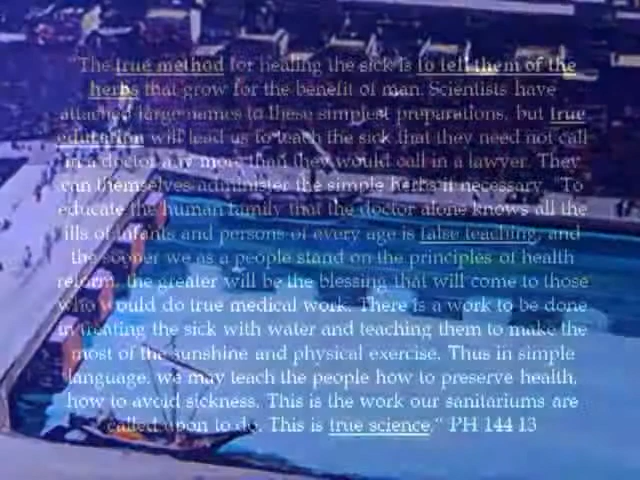 "The true method for healing the sick is to tell them of the
herbs that grow for the benefit of man. Scientists have
attached large names to these simplest preparations, but true
education will lead us to teach the sick that they need not call
in a doctor any more than they would call in a lawyer. They
can themselves administer the simple herbs if necessary. "To
educate the human family that the doctor alone knows all the
ills of infants and persons of every age is false teaching, and
the sooner we as a people stand on the principles of health
reform, the greater will be the blessing that will come to those
who would do true medical work. There is a work to be done
in treating the sick with water and teaching them to make the
most of the sunshine and physical exercise. Thus in simple
language, we may teach the people how to preserve health,
how to avoid sickness. This is the work our sanitariums are
called upon to do. This is true science." PH 144 13